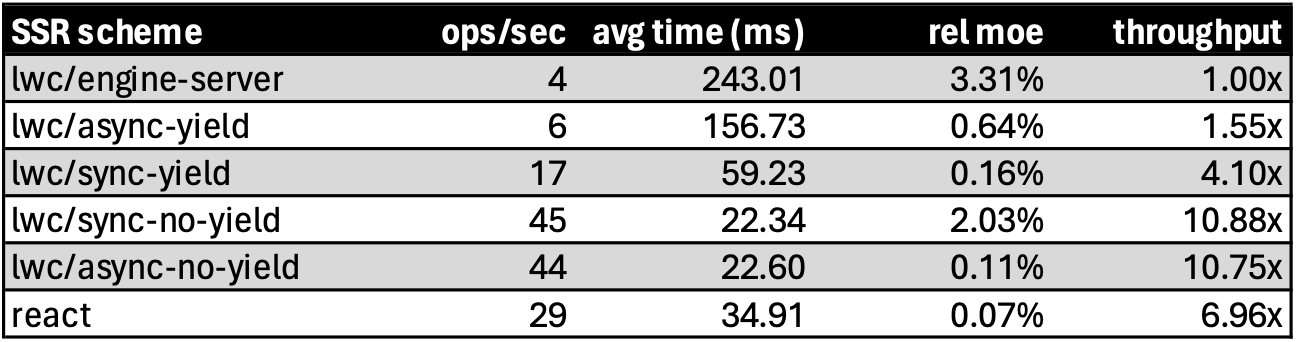 SSR scheme ops/sec avg time (ms) rel moe throughput
lwc/engine-server 4 243.01 3.31% 1.00x
lwc/async-yield 6 156.73 0.64% 1.55x
lwc/sync-yield 17 59.23 0.16% 4.10x
lwc/sync-no-yield 45 22.34 2.03% 10.88x
lwc/async-no-yield 44 22.60 0.11% 10.75x
react 29 34.91 0.07% 6.96x